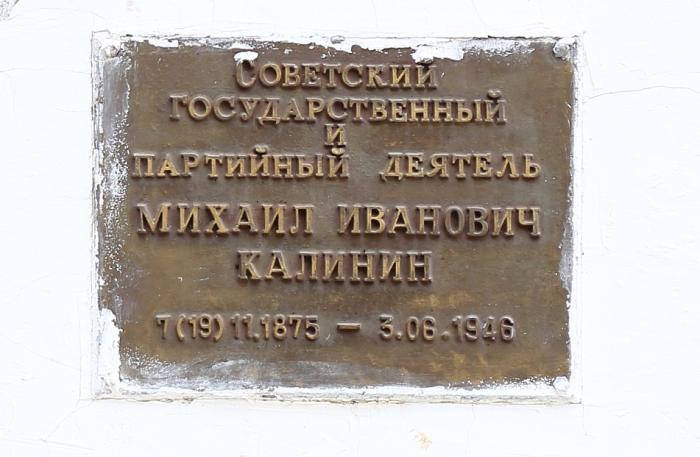 Советский
государственный
и
партийный деятель
Михаил Иванович
Калинин
7(19) 11.1875 — 3.06.1946